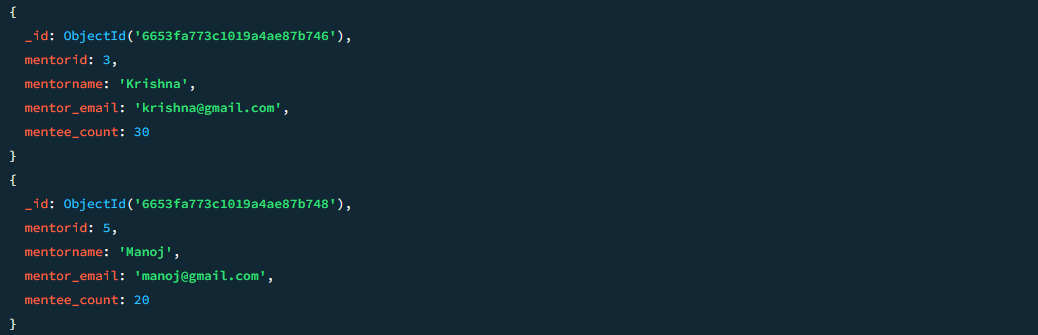 {
  _id: ObjectId('6653fa773c1019a4ae87b746'),
  mentorid: 3,
  mentorname: 'Krishna',
  mentor_email: 'krishna@gmail.com',
  mentee_count: 30
}
{
  _id: ObjectId('6653fa773c1019a4ae87b748'),
  mentorid: 5,
  mentorname: 'Manoj',
  mentor_email: 'manoj@gmail.com',
  mentee_count: 20
}